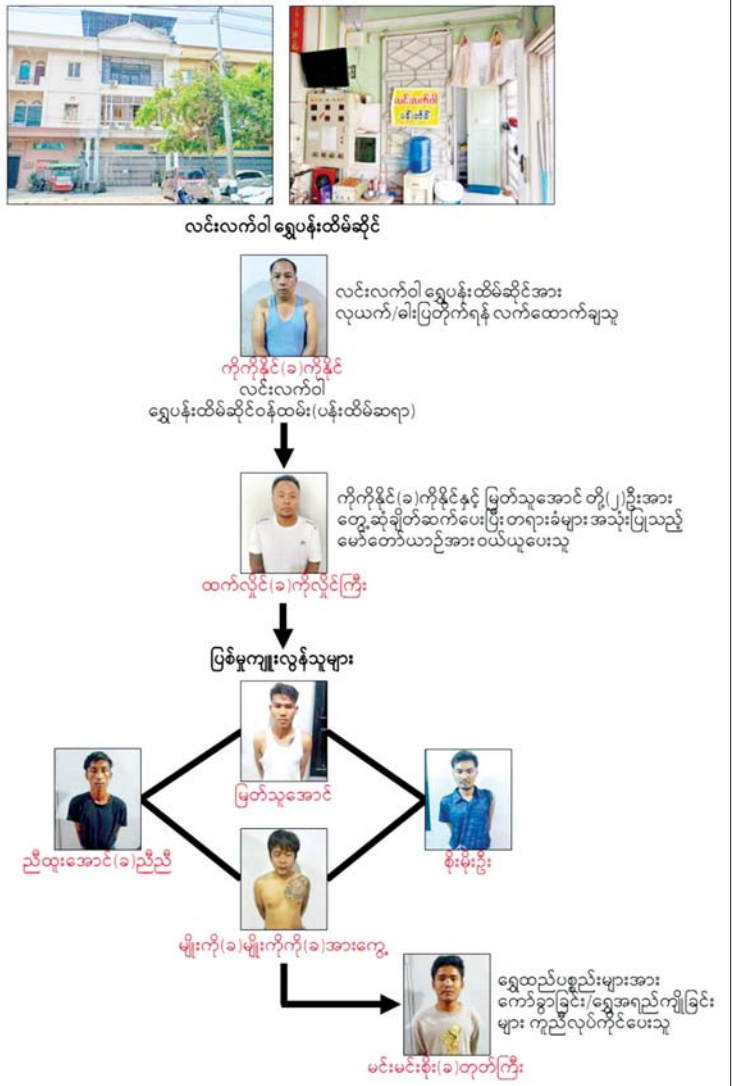 လင်းလက်ဝါ
ပန်းထိမ်
လင်းလက်ဝါ ရွှေပန်းထိမ်ဆိုင်
လင်းလက်ဝါ ရွှေပန်းထိမ်ဆိုင်အား
လုယက်/ဓါးပြတိုက်ရန် လက်ထောက်ချသူ
ကိုကိုနိုင်(ခ)ကိုနိုင်
လင်းလက်ဝါ
ရွှေပန်းထိမ်ဆိုင်ဝန်ထမ်း(ပန်းထိမ်ဆရာ)
ကိုကိုနိုင်(ခ)ကိုနိုင်နှင့် မြတ်သူအောင် တို့(၂)ဦးအား
တွေ့ဆုံချိတ်ဆက်ပေးပြီး တရားခံများ အသုံးပြုသည့်
မော်တော်ယာဉ်အား ဝယ်ယူပေးသူ
ထက်လှိုင်(ခ)ကိုလှိုင်ကြီး
ပြစ်မှုကျူးလွန်သူများ
မြတ်သူအောင်
ညီထူးအောင်(ခ)ညီညီ
စိုးမိုးဦး
မျိုးကို(ခ)မျိုးကိုကို(ခ)အားကွေ့
ရွှေထည်ပစ္စည်းများအား
ကော်ခွာခြင်း/ရွှေအရည်ကျိုခြင်း
များ ကူညီလုပ်ကိုင်ပေးသူ
မင်းမင်းစိုး(ခ)တုတ်ကြီး